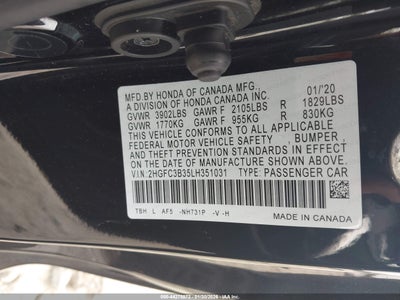 MFD.BY HONDA OF CANADA MFG., 01/'20
A DIVISION OF HONDA CANADA INC.
GVWR 3902LBS GAWR F 2105LBS R 1829LBS
GVWR 1770KG GAWR F 955KG R 830KG
THIS VEHICLE CONFORMS TO ALL APPLICABLE
FEDERAL MOTOR VEHICLE SAFETY, BUMPER,
AND THEFT PREVENTION STANDARDS IN EFFECT
ON THE DATE OF MANUFACTURE SHOWN ABOVE.
V.I.N. 2HGFC3B35LH351031 TYPE: PASSENGER CAR
TBH L AF5 -NH731P -V -H
MADE IN CANADA